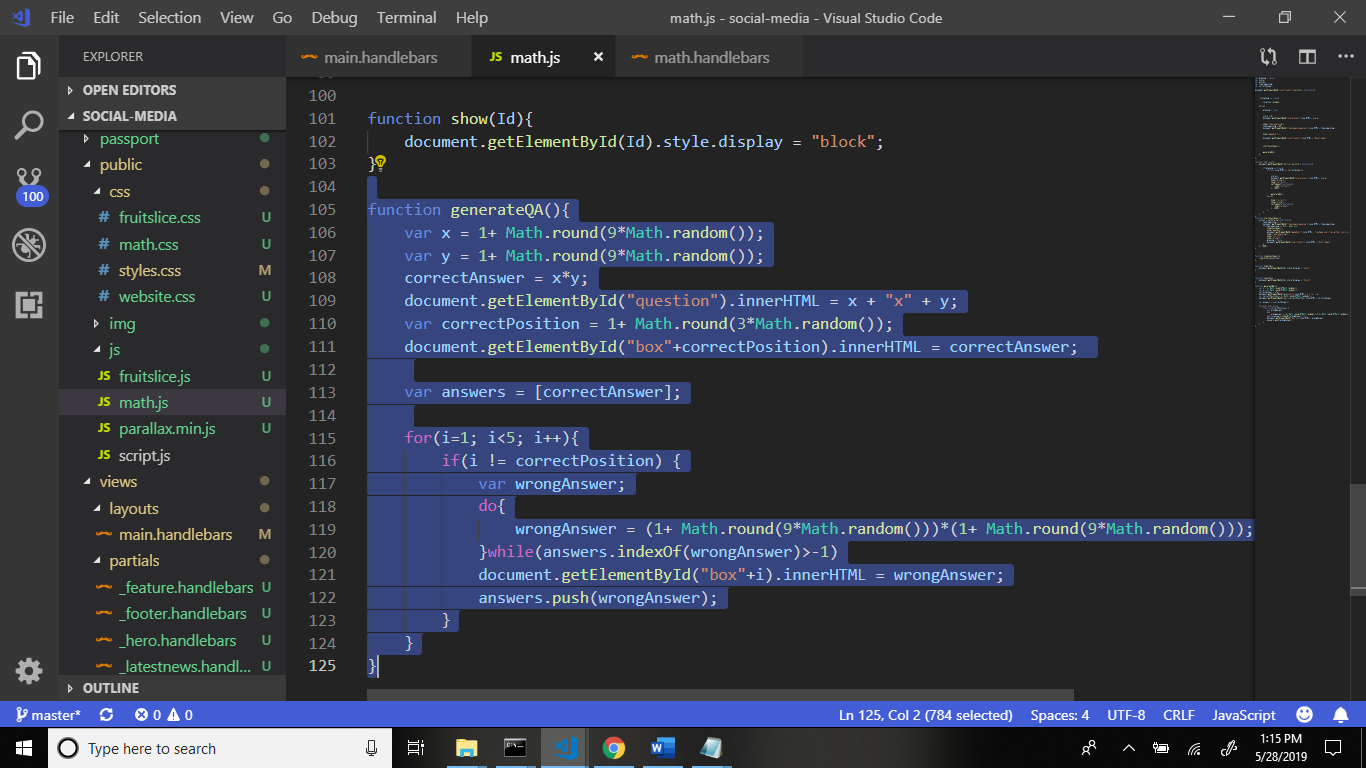 File Edit Selection View Go Debug Terminal Help
math.js - social-media - Visual Studio Code
EXPLORER
OPEN EDITORS
SOCIAL-MEDIA
passport
public
css
# fruitslice.css U
# math.css U
# styles.css M
# website.css U
img
js
JS fruitslice.js U
JS math.js U
JS parallax.min.js U
JS script.js
views
layouts
main.handlebars M
partials
_feature.handlebars U
_footer.handlebars U
_hero.handlebars U
_latestnews.handl... U
OUTLINE
100
main.handlebars
JS math.js
math.handlebars
100
101 function show(Id){
102 document.getElementById(Id).style.display = "block";
103 }
104
105 function generateQA(){
106 var x = 1+ Math.round(9*Math.random());
107 var y = 1+ Math.round(9*Math.random());
108 correctAnswer = x*y;
109 document.getElementById("question").innerHTML = x + "x" + y;
110 var correctPosition = 1+ Math.round(3*Math.random());
111 document.getElementById("box"+correctPosition).innerHTML = correctAnswer;
112
113 var answers = [correctAnswer];
114
115 for(i=1; i<5; i++){
116 if(i != correctPosition) {
117 var wrongAnswer;
118 do{
119 wrongAnswer = (1+ Math.round(9*Math.random()))*(1+ Math.round(9*Math.random()));
120 }while(answers.indexOf(wrongAnswer)>-1)
121 document.getElementById("box"+i).innerHTML = wrongAnswer;
122 answers.push(wrongAnswer);
123 }
124 }
125 }
master* 0 0
Ln 125, Col 2 (784 selected) Spaces: 4 UTF-8 CRLF JavaScript
Type here to search
1:15 PM
5/28/2019